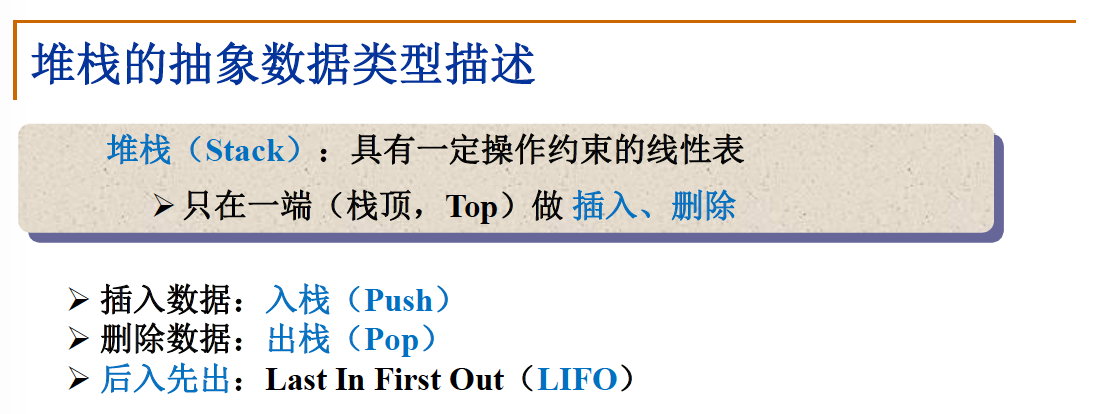 堆栈的抽象数据类型描述
堆栈（Stack）：具有一定操作约束的线性表
➢ 只在一端（栈顶，Top）做 插入、删除
➢ 插入数据：入栈（Push）
➢ 删除数据：出栈（Pop）
➢ 后入先出：Last In First Out（LIFO）